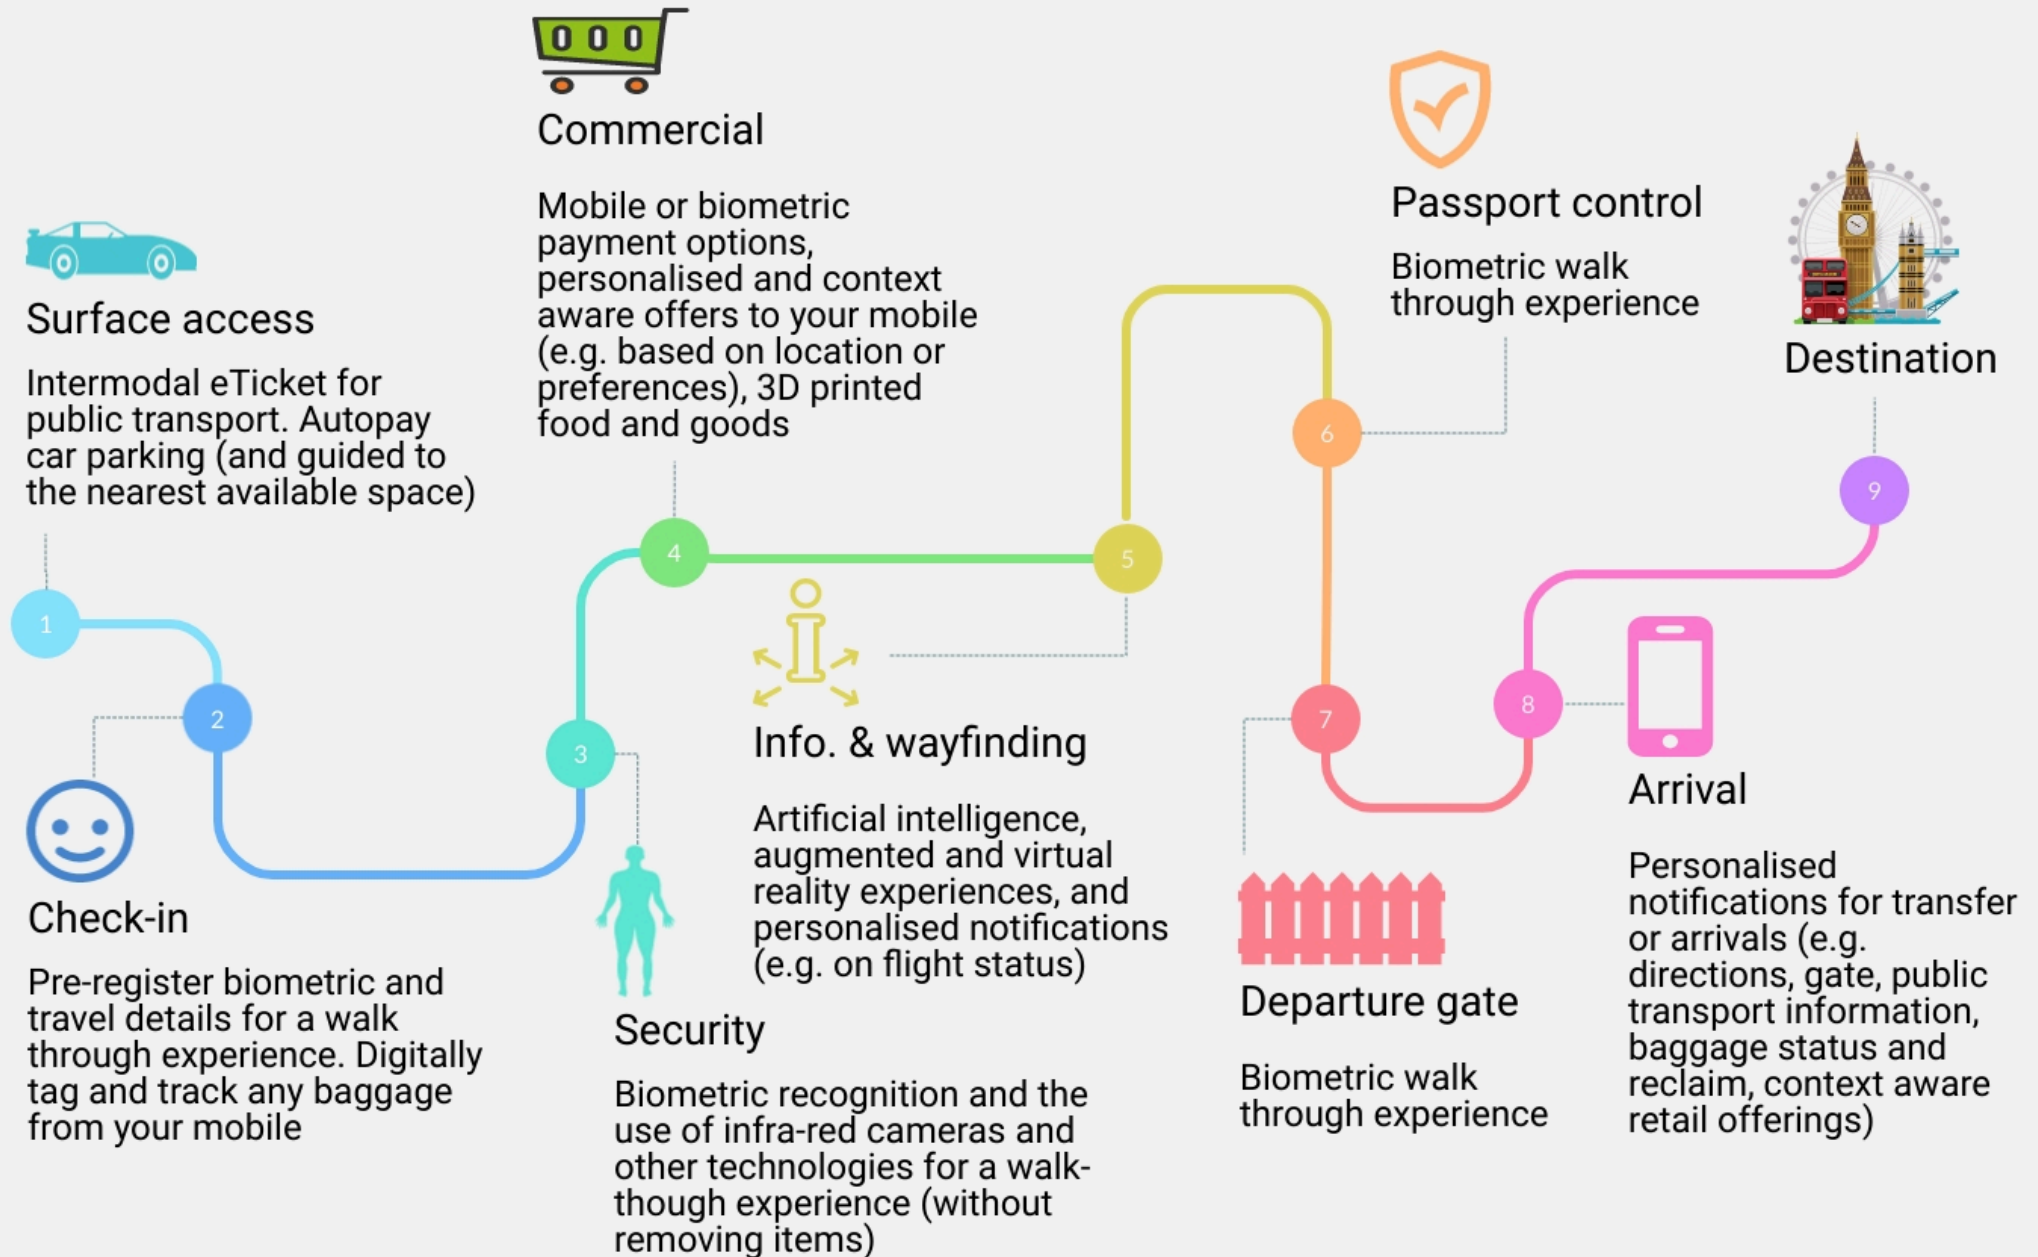 Surface access
Intermodal eTicket for
public transport. Autopay
car parking (and guided to
the nearest available space)
1
2
Check-in
Pre-register biometric and
travel details for a walk
through experience. Digitally
tag and track any baggage
from your mobile
3
Security
Biometric recognition and the
use of infra-red cameras and
other technologies for a walk-
though experience (without
removing items)
Commercial
Mobile or biometric
payment options,
personalised and context
aware offers to your mobile
(e.g. based on location or
preferences), 3D printed
food and goods
4
5
Info. & wayfinding
Artificial intelligence,
augmented and virtual
reality experiences, and
personalised notifications
(e.g. on flight status)
Passport control
Biometric walk
through experience
6
7
Departure gate
Biometric walk
through experience
8
Arrival
Personalised
notifications for transfer
or arrivals (e.g.
directions, gate, public
transport information,
baggage status and
reclaim, context aware
retail offerings)
Destination
9